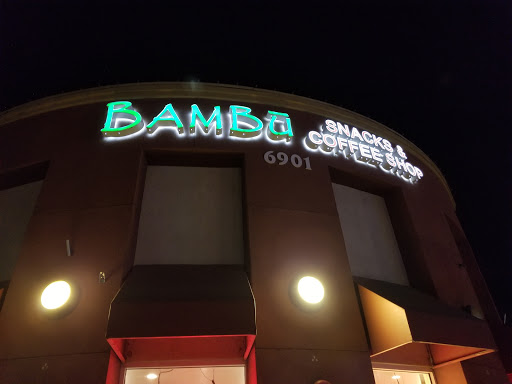 BAMBŪ
SNACKS &
COFFEE SHOP
6901